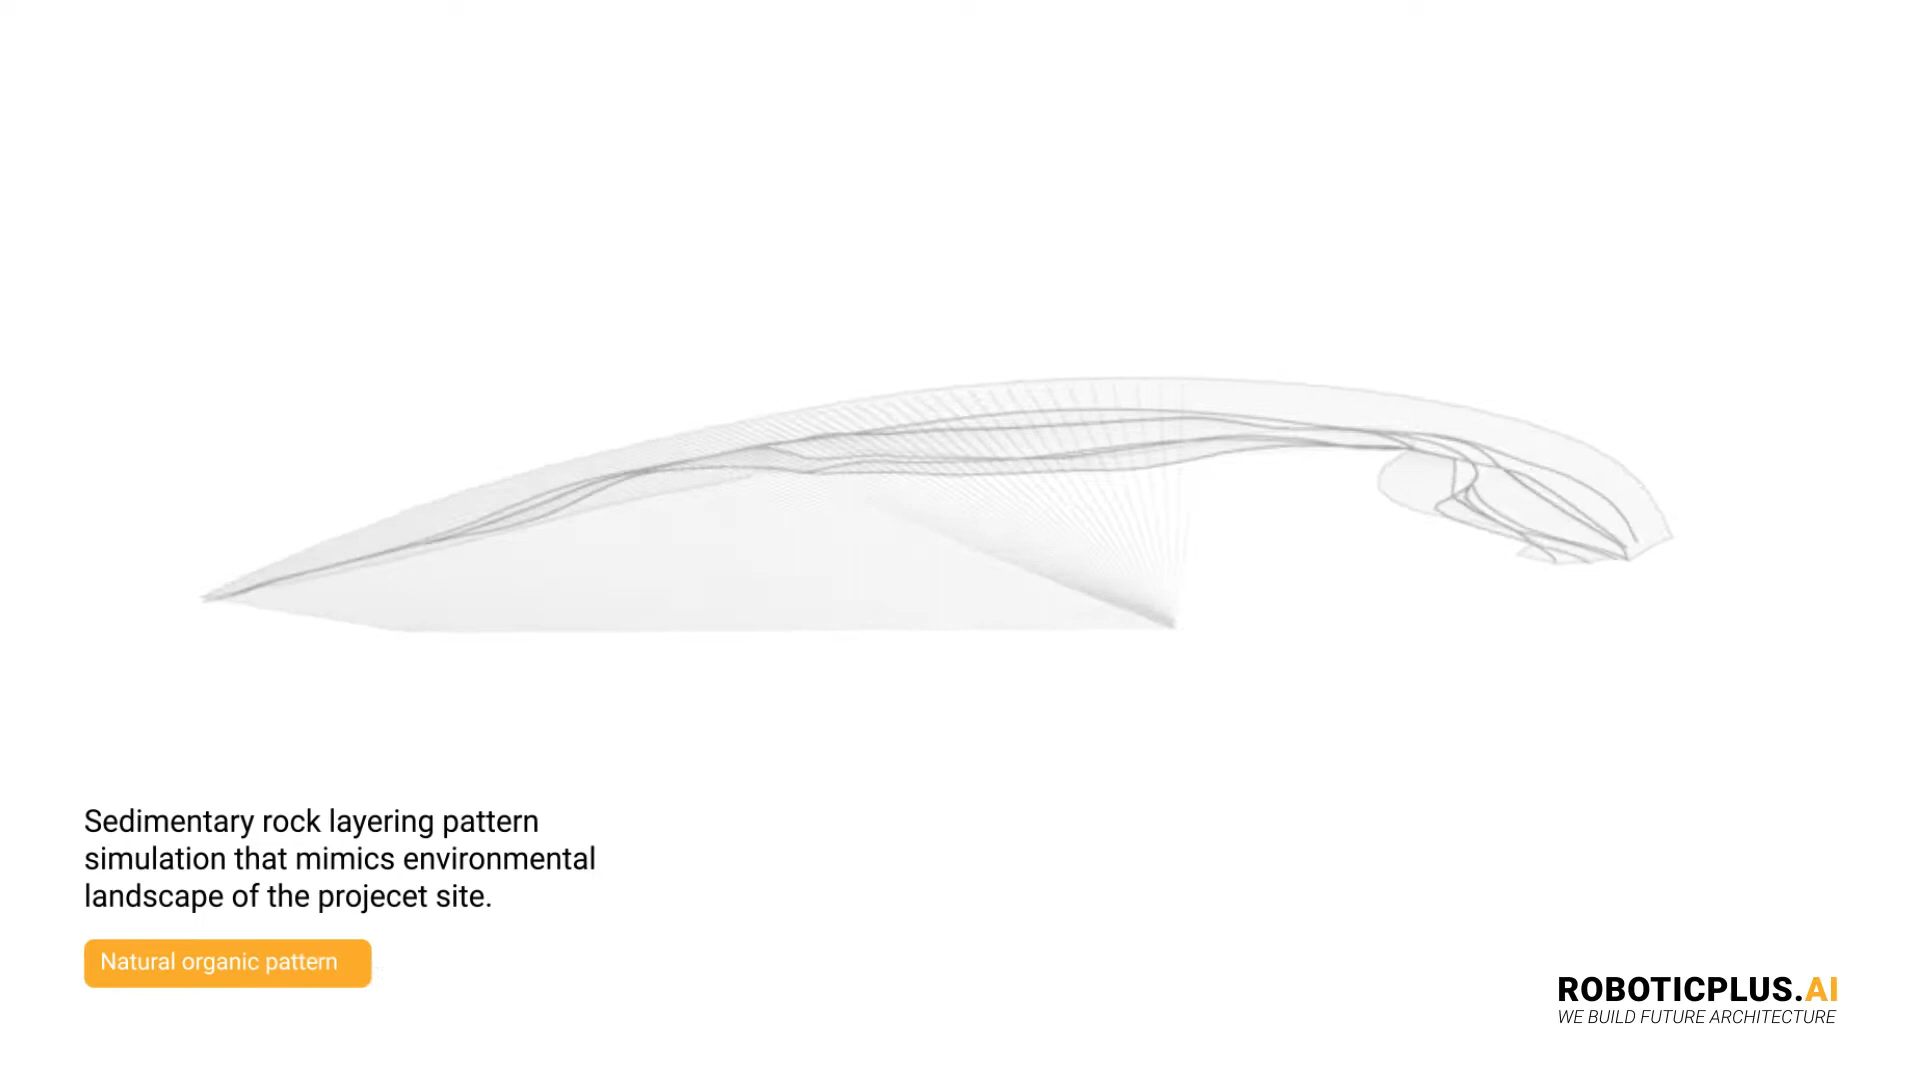 Sedimentary rock layering pattern
simulation that mimics environmental
landscape of the projecet site.
Natural organic pattern
ROBOTICPLUS.AI
WE BUILD FUTURE ARCHITECTURE